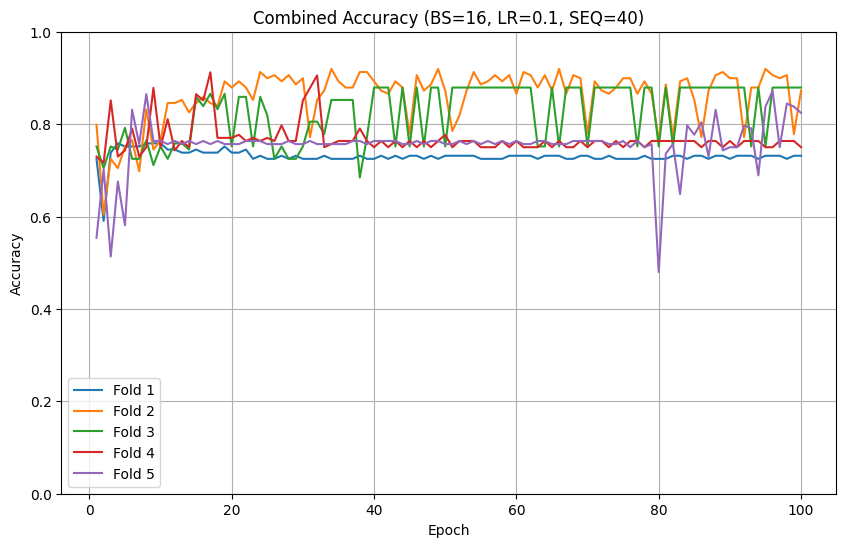 Combined Accuracy (BS=16, LR=0.1, SEQ=40)
1.0
0.8
0.6
0.4
0.2
0.0
Accuracy
Fold 1
Fold 2
Fold 3
Fold 4
Fold 5
0 20 40 60 80 100
Epoch